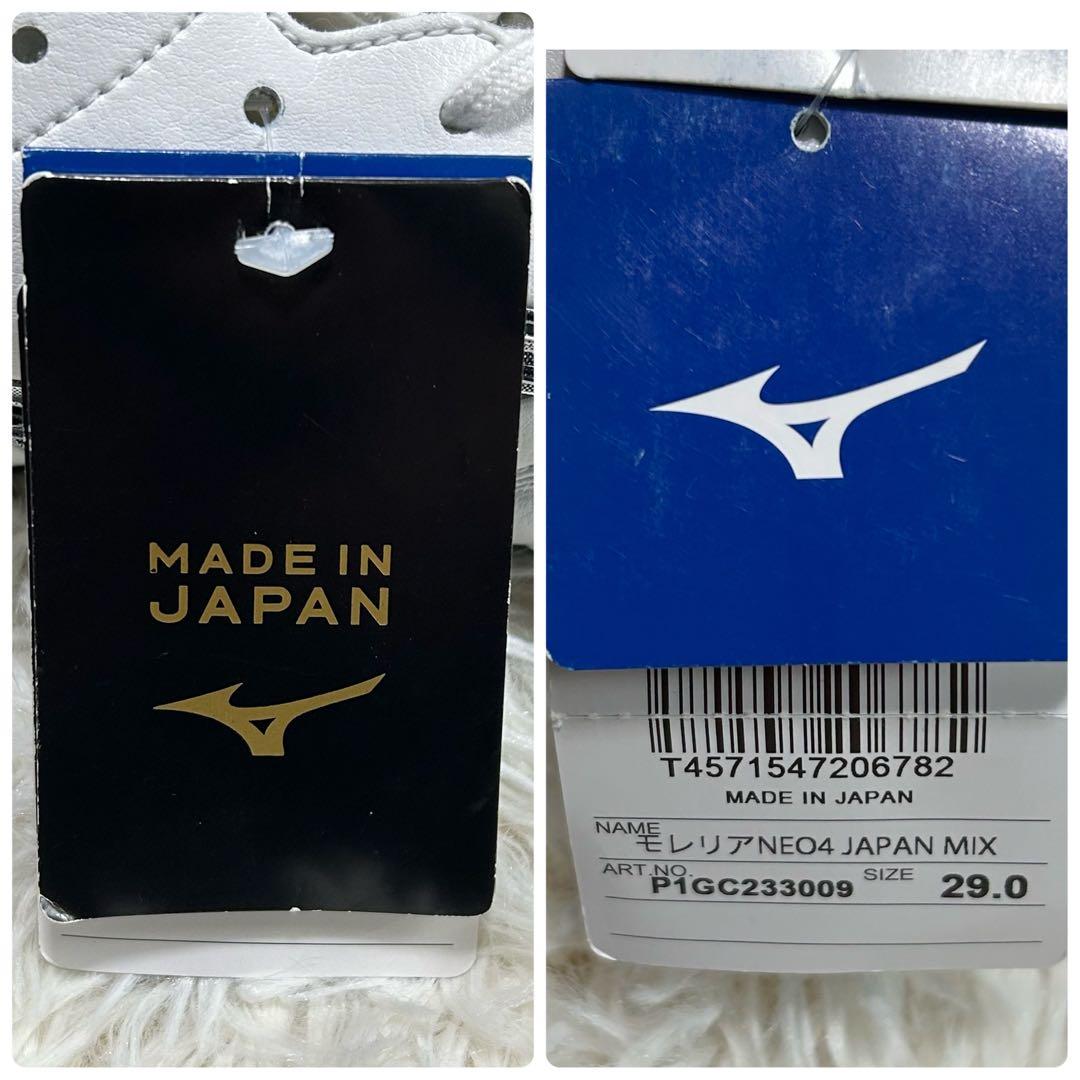 MADE IN
JAPAN
T4571547206782
MADE IN JAPAN
NAME
モレリアNEO4 JAPAN MIX
ART.NO. P1GC233009 SIZE 29.0